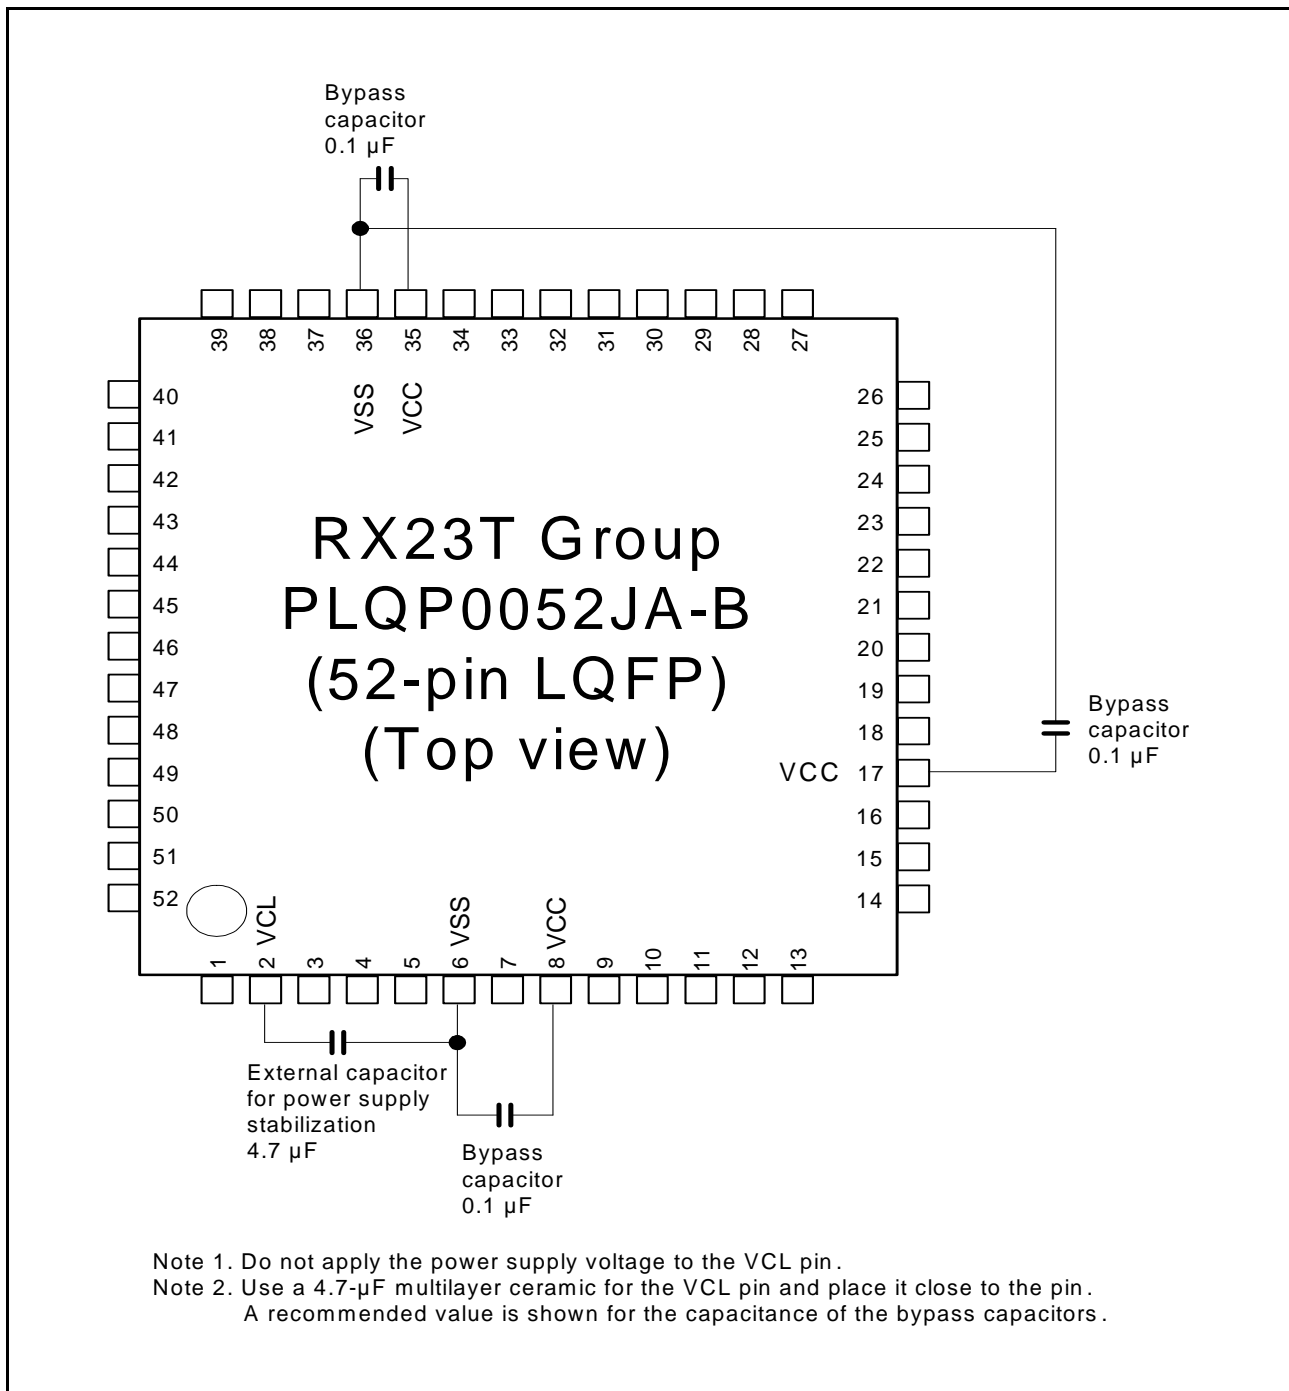 Bypass
capacitor
0.1 µF
39 38 37 36 35 34 33 32 31 30 29 28 27
VSS VCC
40
41
42
43
44
45
46
47
48
49
50
51
52
26
25
24
23
22
21
20
19
18
VCC 17
16
15
14
RX23T Group
PLQP0052JA-B
(52-pin LQFP)
(Top view)
Bypass
capacitor
0.1 µF
VCL VSS VCC
1 2 3 4 5 6 7 8 9 10 11 12 13
External capacitor
for power supply
stabilization
4.7 µF
Bypass
capacitor
0.1 µF
Note 1. Do not apply the power supply voltage to the VCL pin.
Note 2. Use a 4.7-µF multilayer ceramic for the VCL pin and place it close to the pin.
A recommended value is shown for the capacitance of the bypass capacitors.